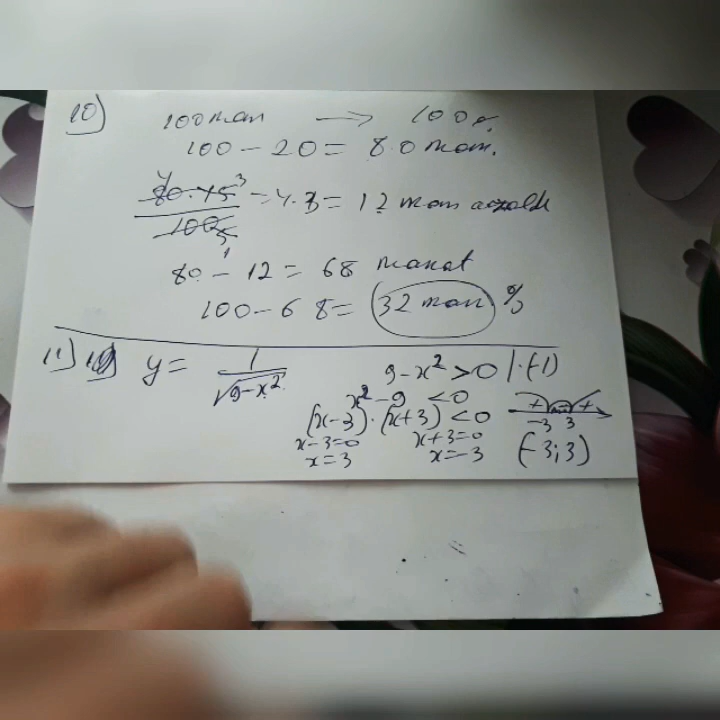 10) 100 man → 100%
100 - 20 = 80 man.
80·15/100 = 4·3 = 12 man azaldı
80 - 12 = 68 manat
100 - 68 = 32 man %
11) y = 1/√(9-x²) 9-x² > 0 |·(-1)
x² - 9 < 0
(x-3)·(x+3) < 0 + - +
x-3=0 x+3=0 -3 3
x=3 x=-3 (-3;3)